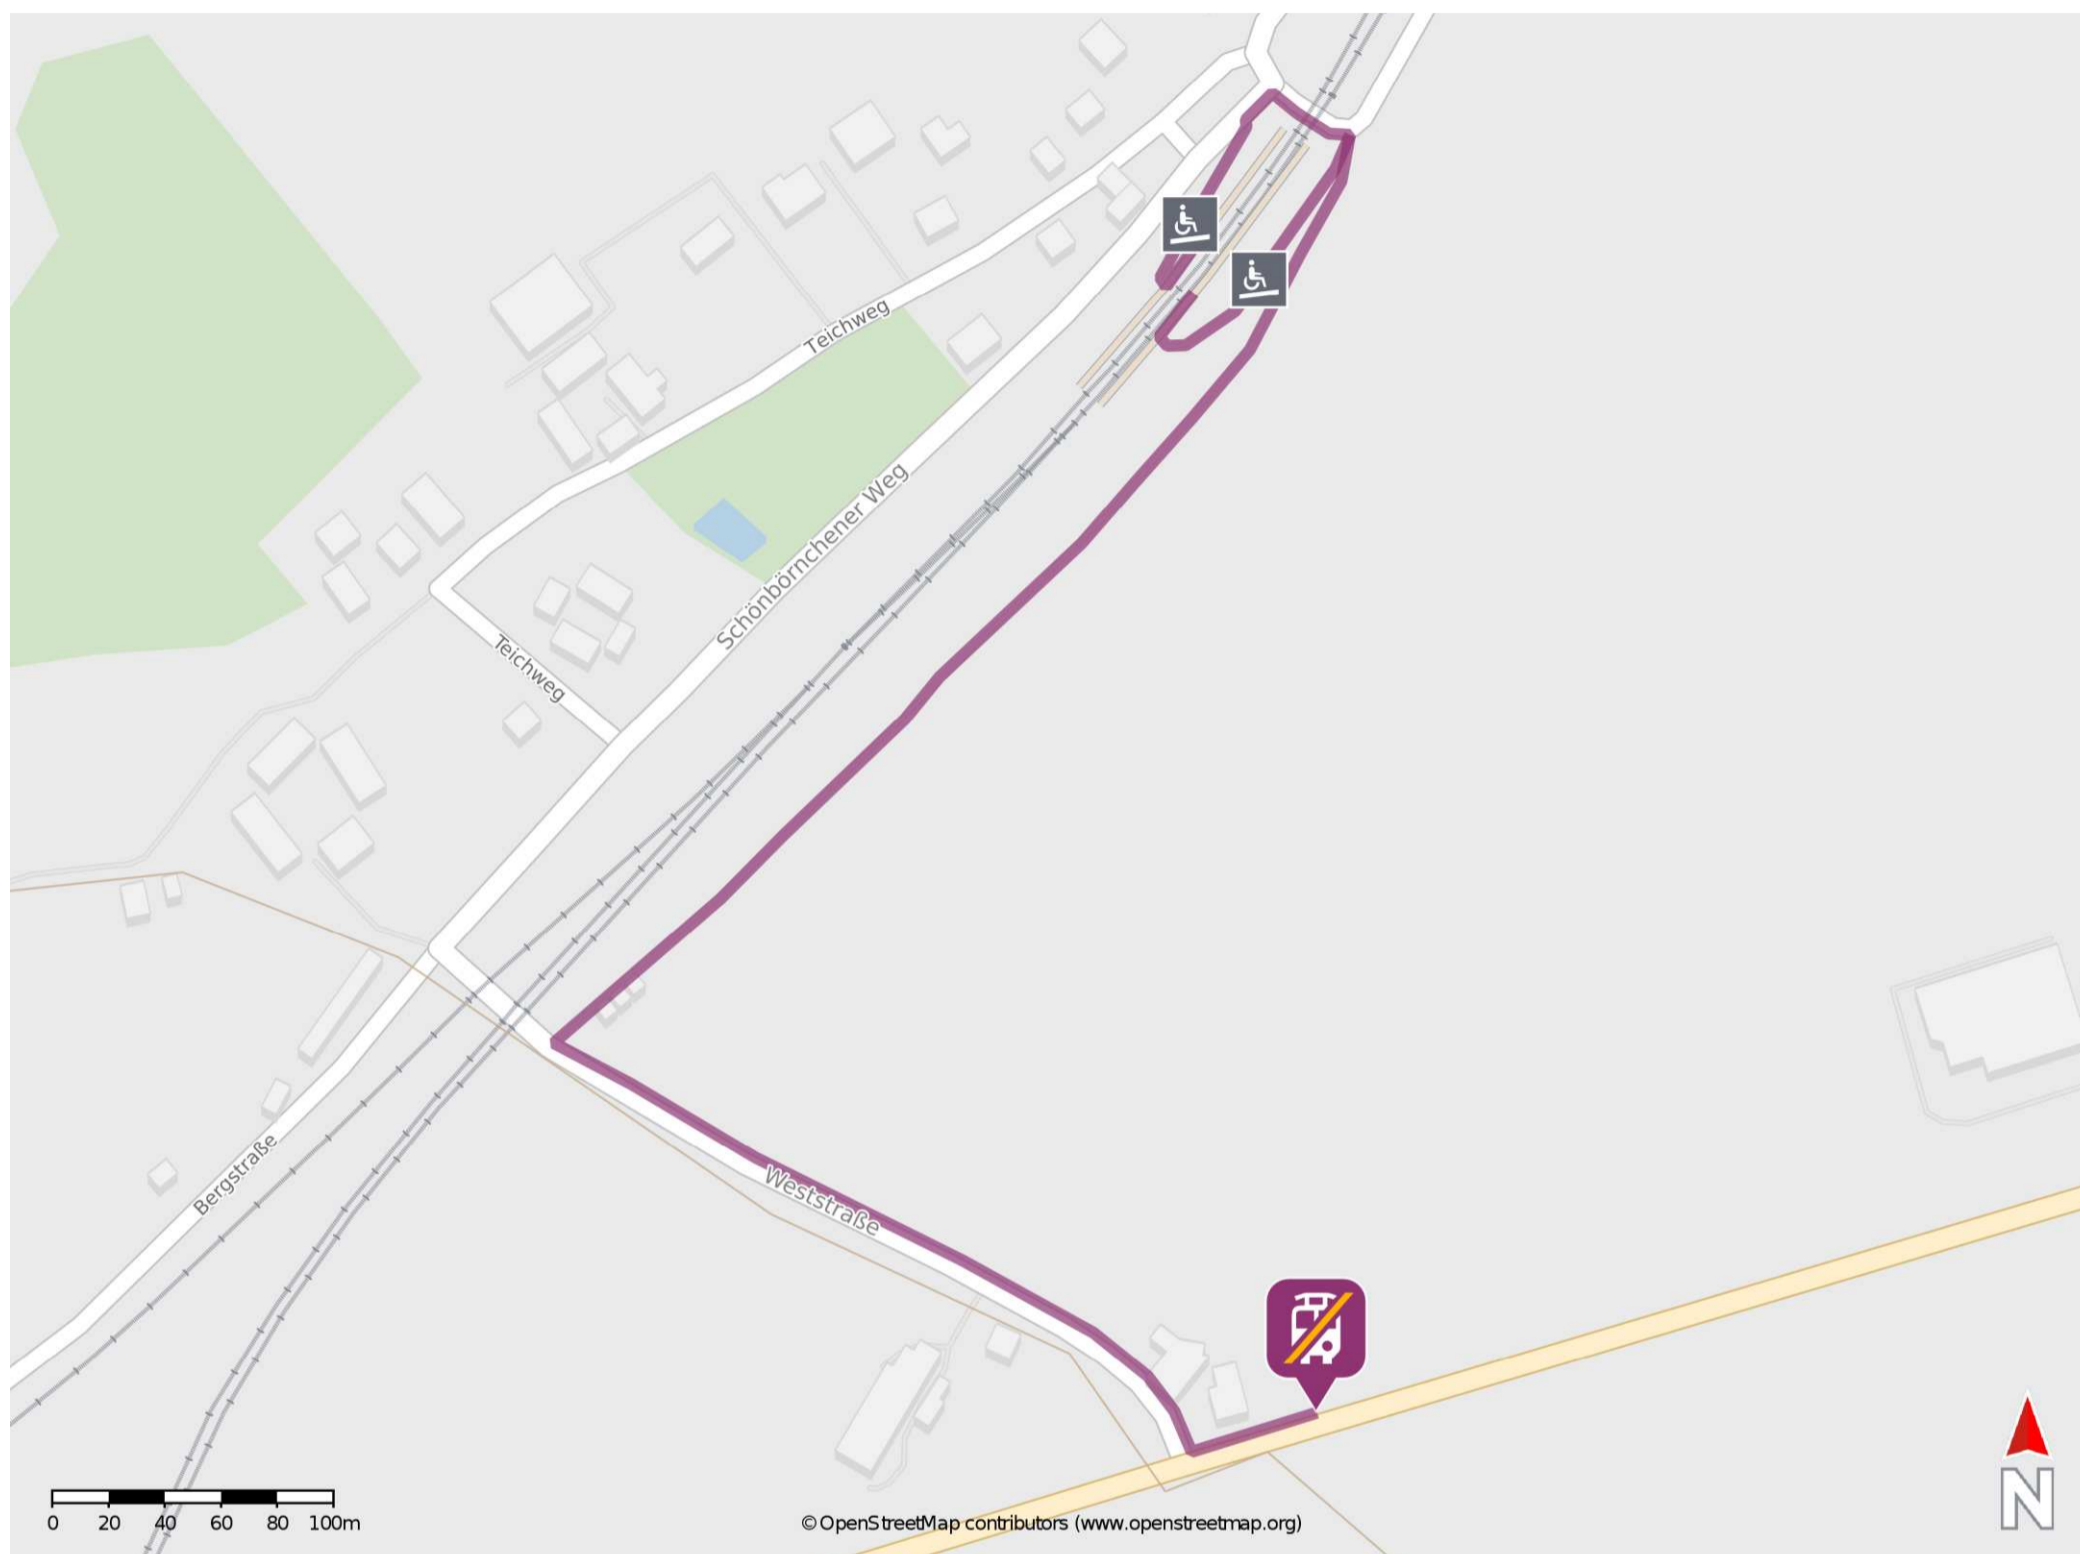 Teichweg
Schönbörnchener Weg
Teichweg
Bergstraße
Weststraße
0 20 40 60 80 100m
© OpenStreetMap contributors (www.openstreetmap.org)
N